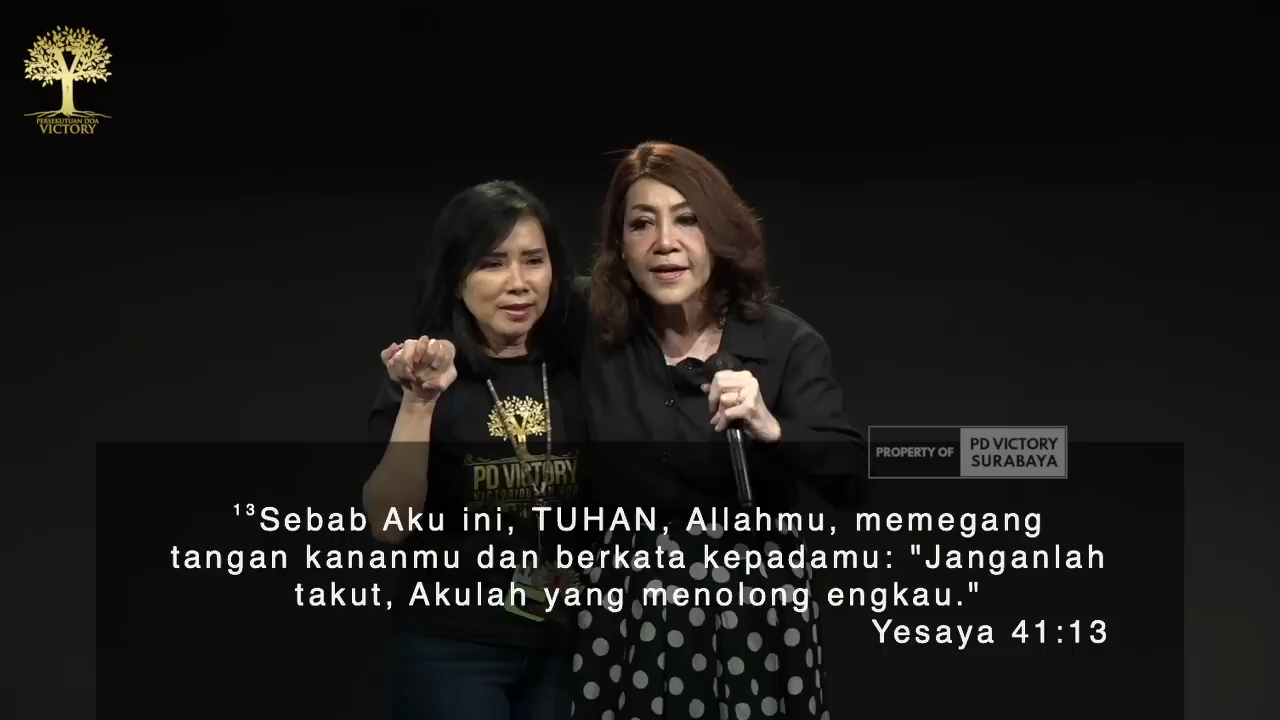 PERSEKUTUAN DOA
VICTORY
PD VICTORY
PROPERTY OF
PD VICTORY
SURABAYA
¹³Sebab Aku ini, TUHAN, Allahmu, memegang
tangan kananmu dan berkata kepadamu: "Janganlah
takut, Akulah yang menolong engkau."
Yesaya 41:13